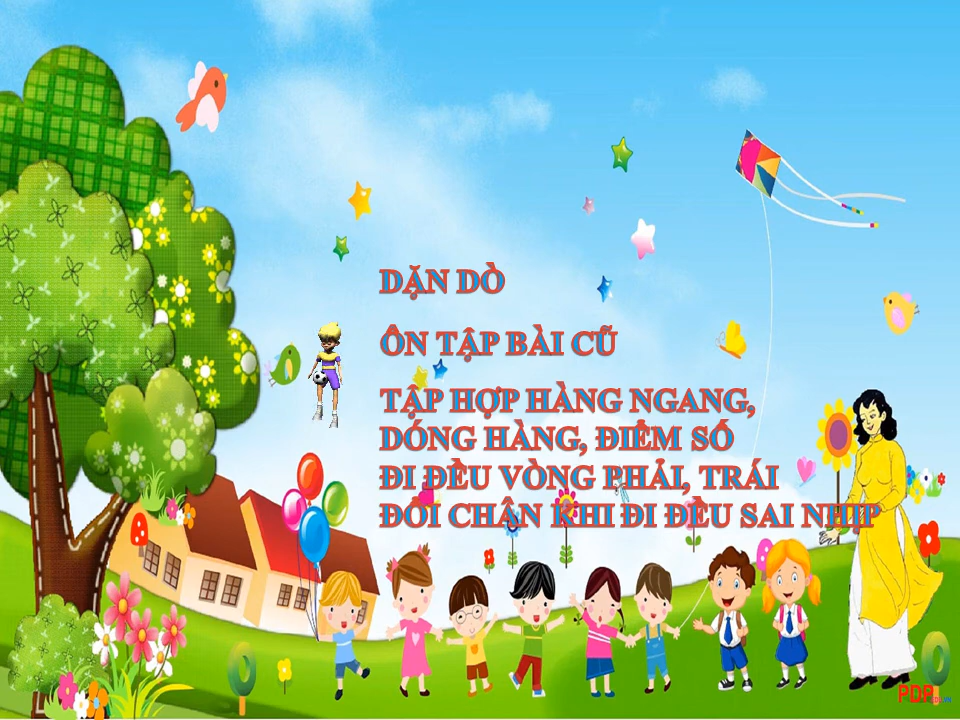 DẶN DÒ
ÔN TẬP BÀI CŨ
TẬP HỢP HÀNG NGANG,
DÓNG HÀNG, ĐIỂM SỐ
ĐI ĐỀU VÒNG PHẢI, TRÁI
ĐỔI CHÂN KHI ĐI ĐỀU SAI NHỊP